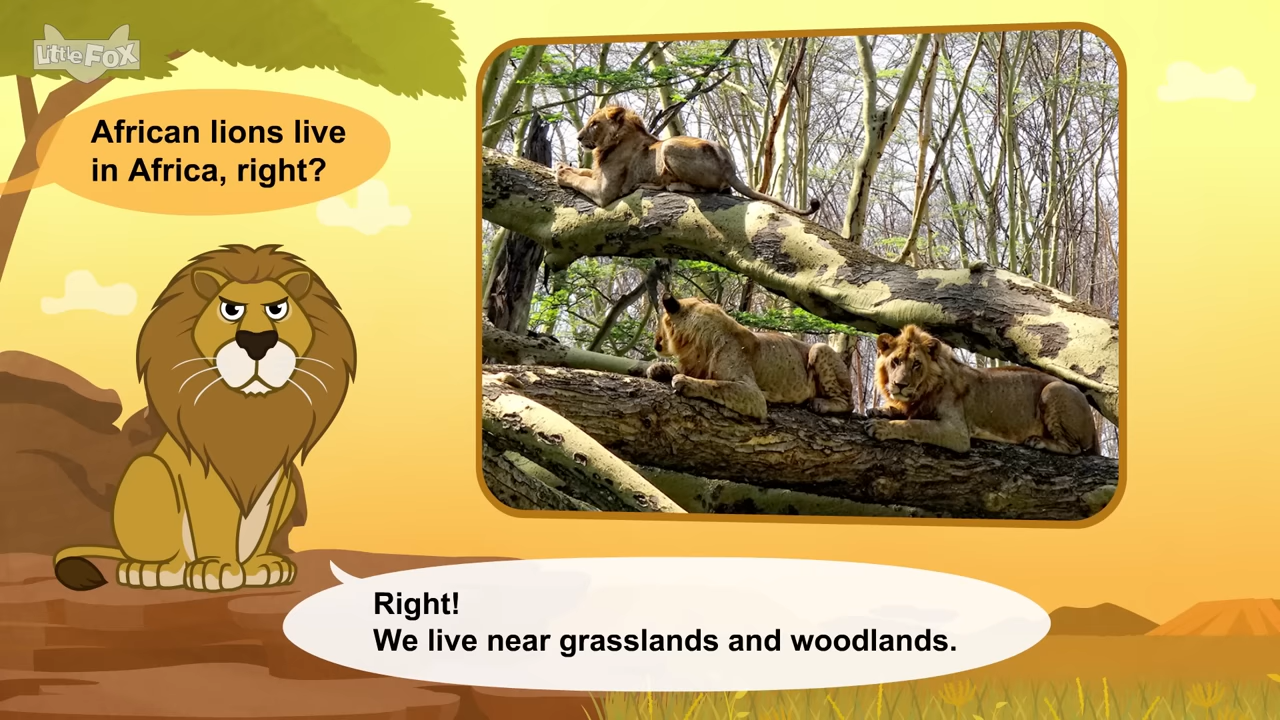 Little Fox
African lions live
in Africa, right?
Right!
We live near grasslands and woodlands.